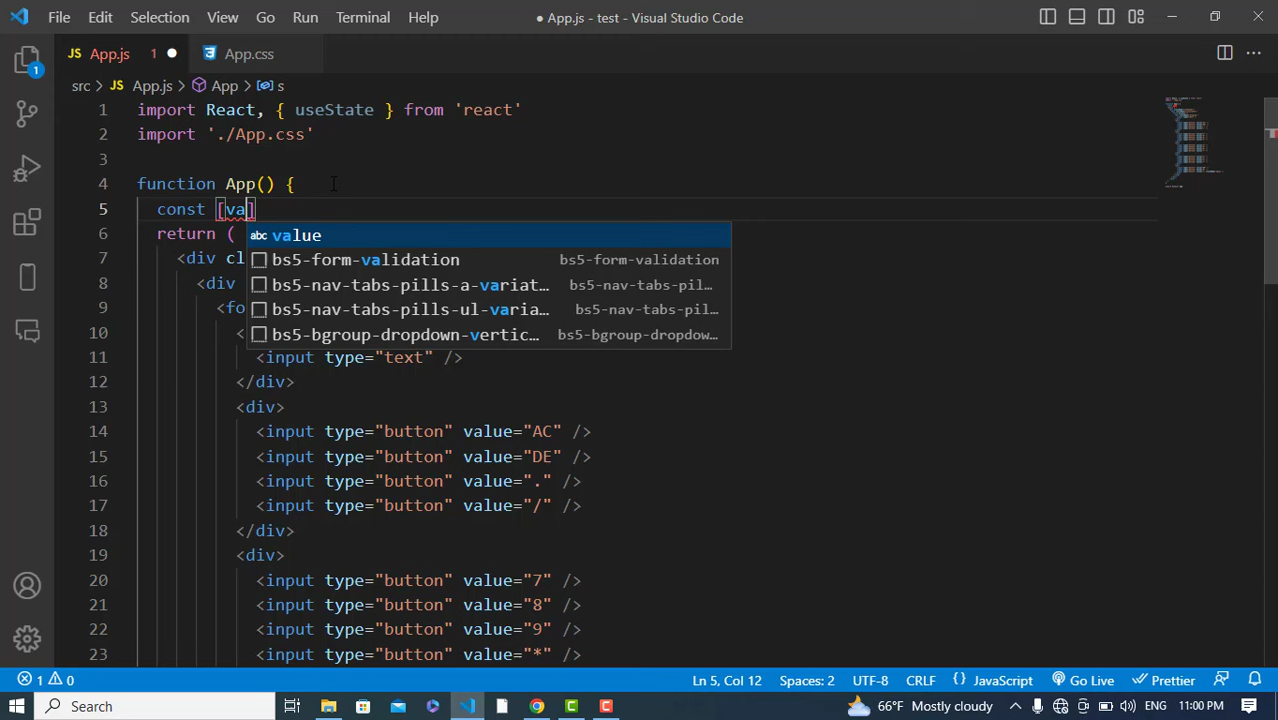 File Edit Selection View Go Run Terminal Help ● App.js - test - Visual Studio Code
JS App.js 1 ● App.css
src > JS App.js > App > s
1 import React, { useState } from 'react'
2 import './App.css'
3
4 function App() {
5 const [va]
6 return (
abc value
7 <div cl
bs5-form-validation bs5-form-validation
8 <div
bs5-nav-tabs-pills-a-variat... bs5-nav-tabs-pil...
9 <fo
bs5-nav-tabs-pills-ul-varia... bs5-nav-tabs-pil...
10 <
bs5-bgroup-dropdown-vertic... bs5-bgroup-dropdow...
11 <input type="text" />
12 </div>
13 <div>
14 <input type="button" value="AC" />
15 <input type="button" value="DE" />
16 <input type="button" value="." />
17 <input type="button" value="/" />
18 </div>
19 <div>
20 <input type="button" value="7" />
21 <input type="button" value="8" />
22 <input type="button" value="9" />
23 <input type="button" value="*" />
1 0 Ln 5, Col 12 Spaces: 2 UTF-8 CRLF {} JavaScript Go Live Prettier
Search 66°F Mostly cloudy ENG 11:00 PM